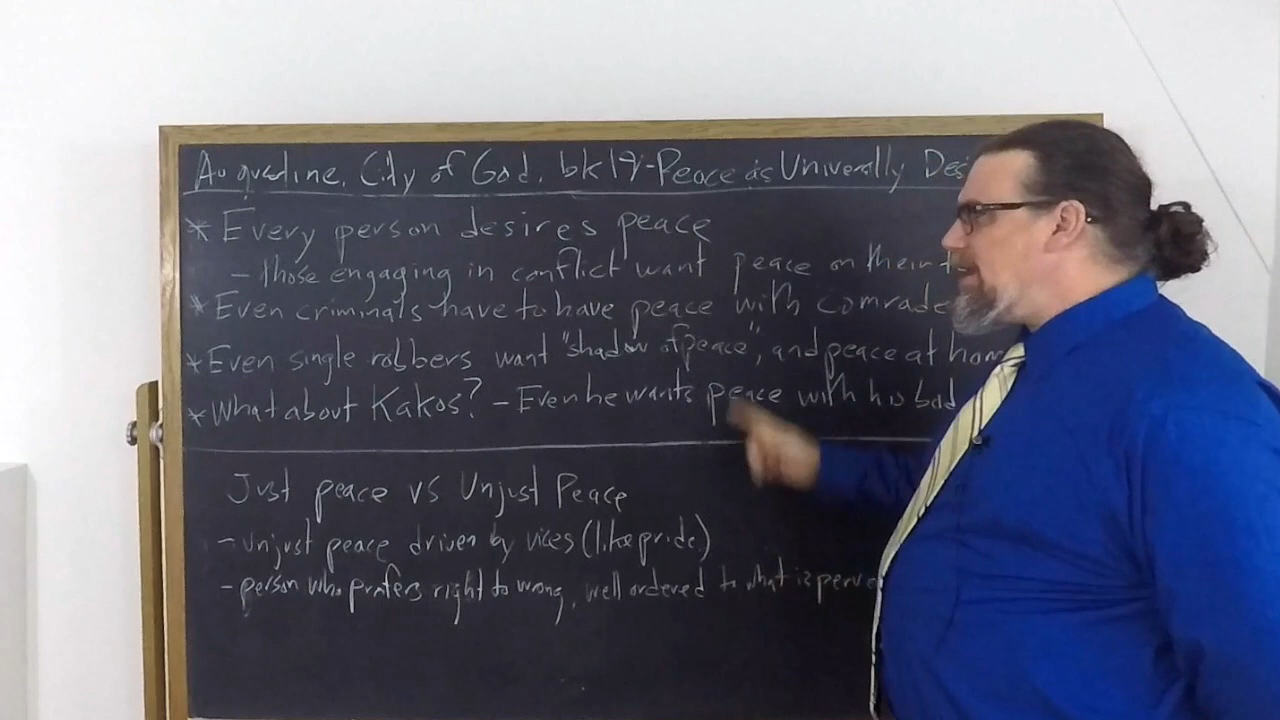 Augustine, City of God, bk 19 - Peace as Universally Des
* Every person desires peace
- those engaging in conflict want peace on their t
* Even criminals have to have peace with comrade
* Even single robbers want "shadow of peace", and peace at hom
* What about Kakos? - Even he wants peace with his bod
Just peace vs Unjust Peace
- unjust peace driven by vices (like pride)
- person who prefers right to wrong, well ordered to what is perve